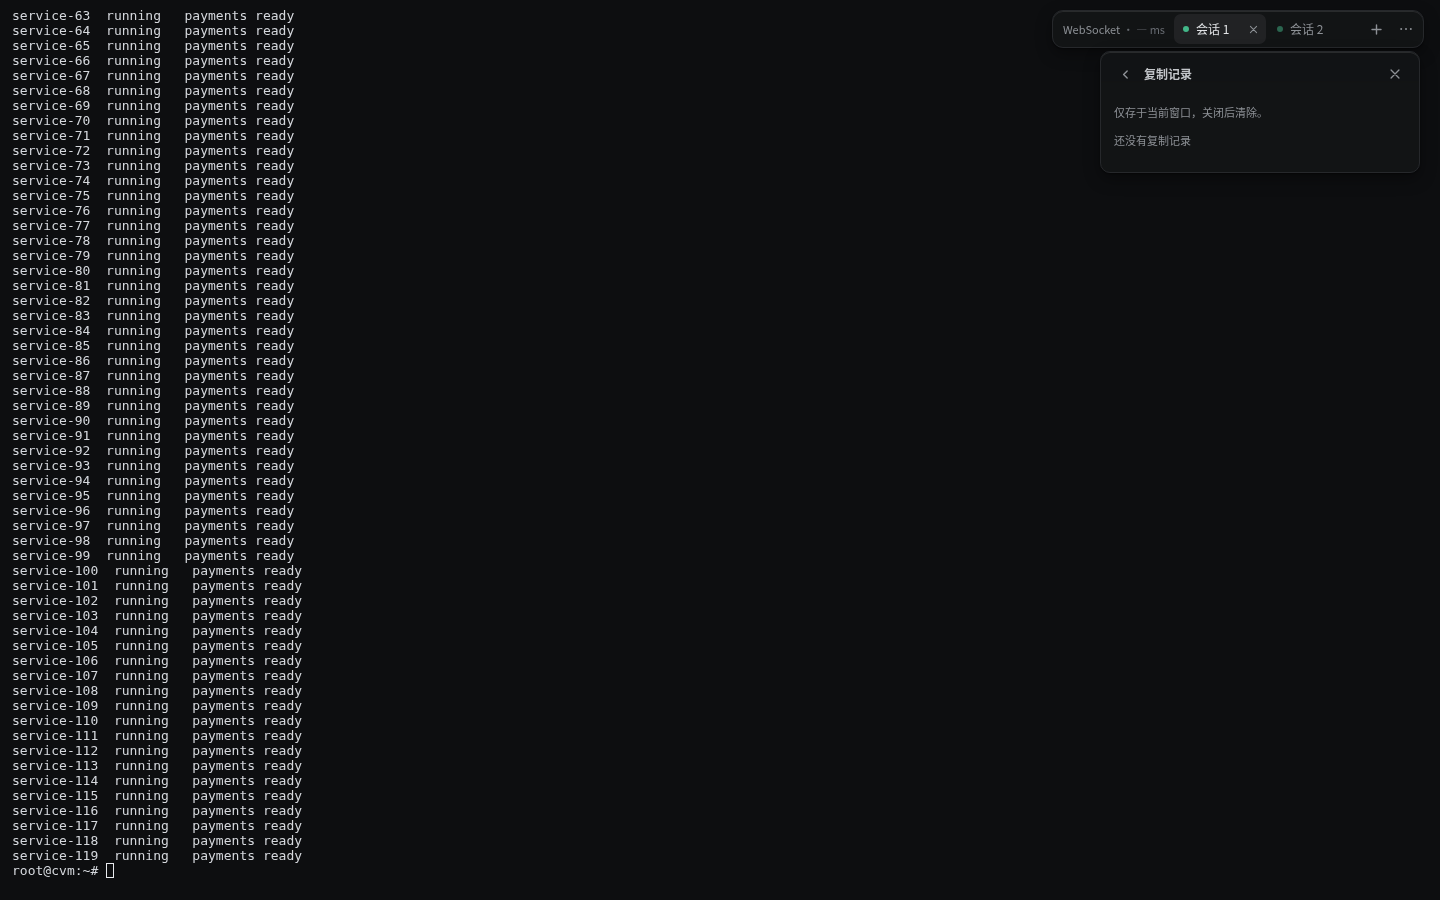 service-63  running   payments ready
service-64  running   payments ready
service-65  running   payments ready
service-66  running   payments ready
service-67  running   payments ready
service-68  running   payments ready
service-69  running   payments ready
service-70  running   payments ready
service-71  running   payments ready
service-72  running   payments ready
service-73  running   payments ready
service-74  running   payments ready
service-75  running   payments ready
service-76  running   payments ready
service-77  running   payments ready
service-78  running   payments ready
service-79  running   payments ready
service-80  running   payments ready
service-81  running   payments ready
service-82  running   payments ready
service-83  running   payments ready
service-84  running   payments ready
service-85  running   payments ready
service-86  running   payments ready
service-87  running   payments ready
service-88  running   payments ready
service-89  running   payments ready
service-90  running   payments ready
service-91  running   payments ready
service-92  running   payments ready
service-93  running   payments ready
service-94  running   payments ready
service-95  running   payments ready
service-96  running   payments ready
service-97  running   payments ready
service-98  running   payments ready
service-99  running   payments ready
service-100  running   payments ready
service-101  running   payments ready
service-102  running   payments ready
service-103  running   payments ready
service-104  running   payments ready
service-105  running   payments ready
service-106  running   payments ready
service-107  running   payments ready
service-108  running   payments ready
service-109  running   payments ready
service-110  running   payments ready
service-111  running   payments ready
service-112  running   payments ready
service-113  running   payments ready
service-114  running   payments ready
service-115  running   payments ready
service-116  running   payments ready
service-117  running   payments ready
service-118  running   payments ready
service-119  running   payments ready
root@cvm:~#
WebSocket · — ms 会话 1 会话 2
复制记录
仅存于当前窗口，关闭后清除。
还没有复制记录